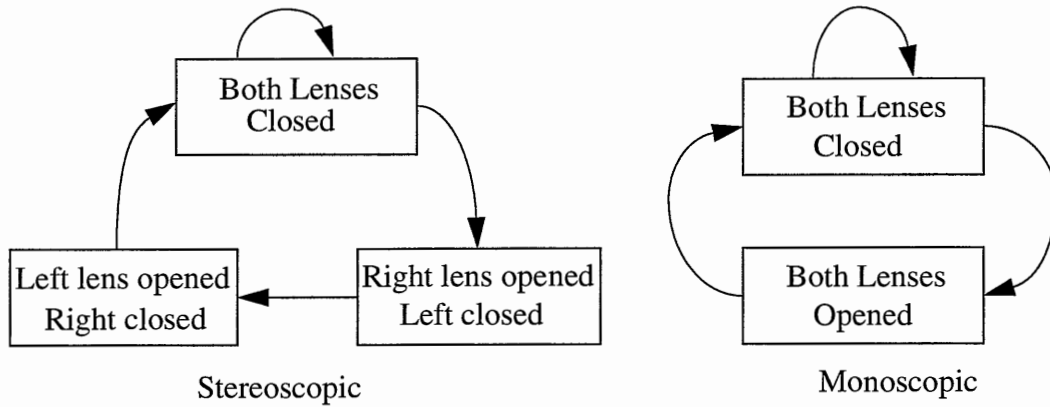 Both Lenses
Closed
Left lens opened
Right closed
Right lens opened
Left closed
Stereoscopic
Both Lenses
Closed
Both Lenses
Opened
Monoscopic